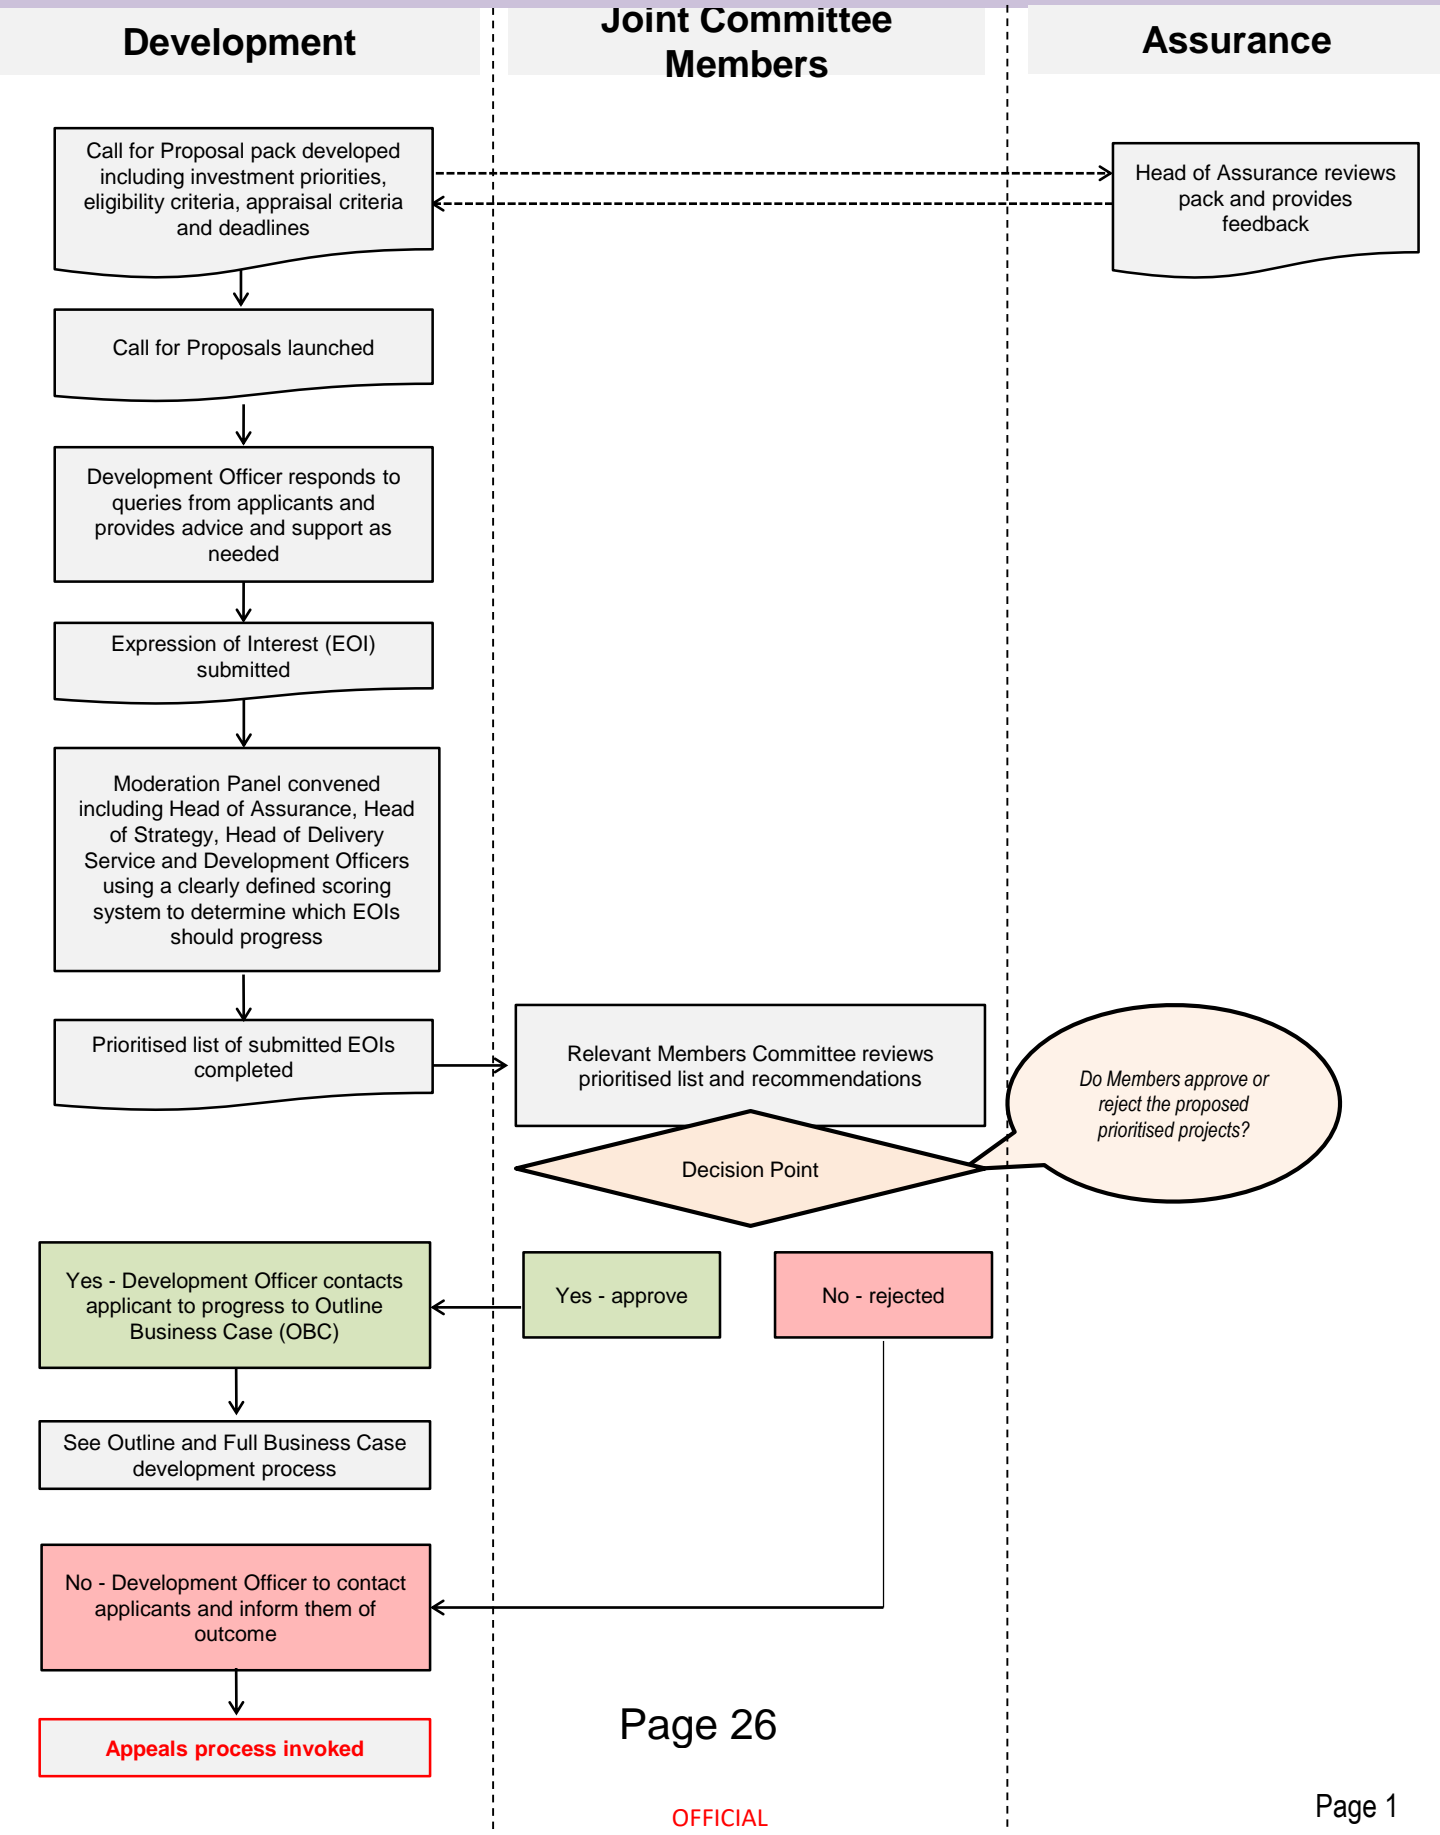 Development
Joint Committee
Members
Assurance
Call for Proposal pack developed
including investment priorities,
eligibility criteria, appraisal criteria
and deadlines
Head of Assurance reviews
pack and provides
feedback
Call for Proposals launched
Development Officer responds to
queries from applicants and
provides advice and support as
needed
Expression of Interest (EOI)
submitted
Moderation Panel convened
including Head of Assurance, Head
of Strategy, Head of Delivery
Service and Development Officers
using a clearly defined scoring
system to determine which EOIs
should progress
Prioritised list of submitted EOIs
completed
Relevant Members Committee reviews
prioritised list and recommendations
Do Members approve or
reject the proposed
prioritised projects?
Decision Point
Yes - Development Officer contacts
applicant to progress to Outline
Business Case (OBC)
Yes - approve
No - rejected
See Outline and Full Business Case
development process
No - Development Officer to contact
applicants and inform them of
outcome
Appeals process invoked
Page 26
OFFICIAL
Page 1